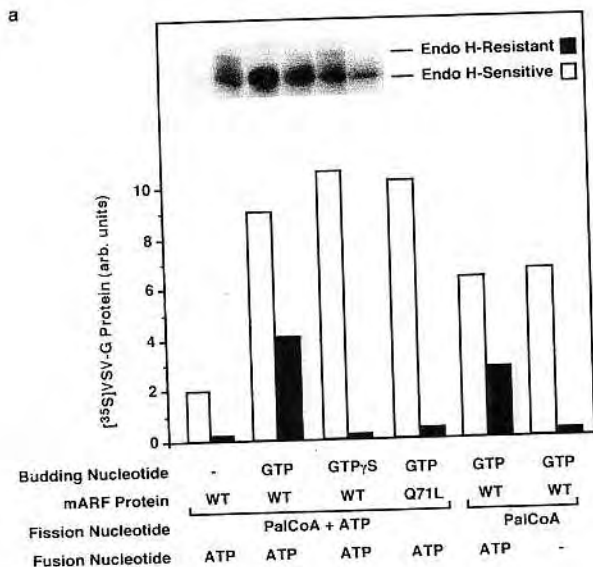 a
Endo H-Resistant
Endo H-Sensitive
[³⁵S]VSV-G Protein (arb. units)
10
8
6
4
2
0
Budding Nucleotide - GTP GTPγS GTP GTP GTP
mARF Protein WT WT WT Q71L WT WT
Fission Nucleotide PalCoA + ATP PalCoA
Fusion Nucleotide ATP ATP ATP ATP ATP -